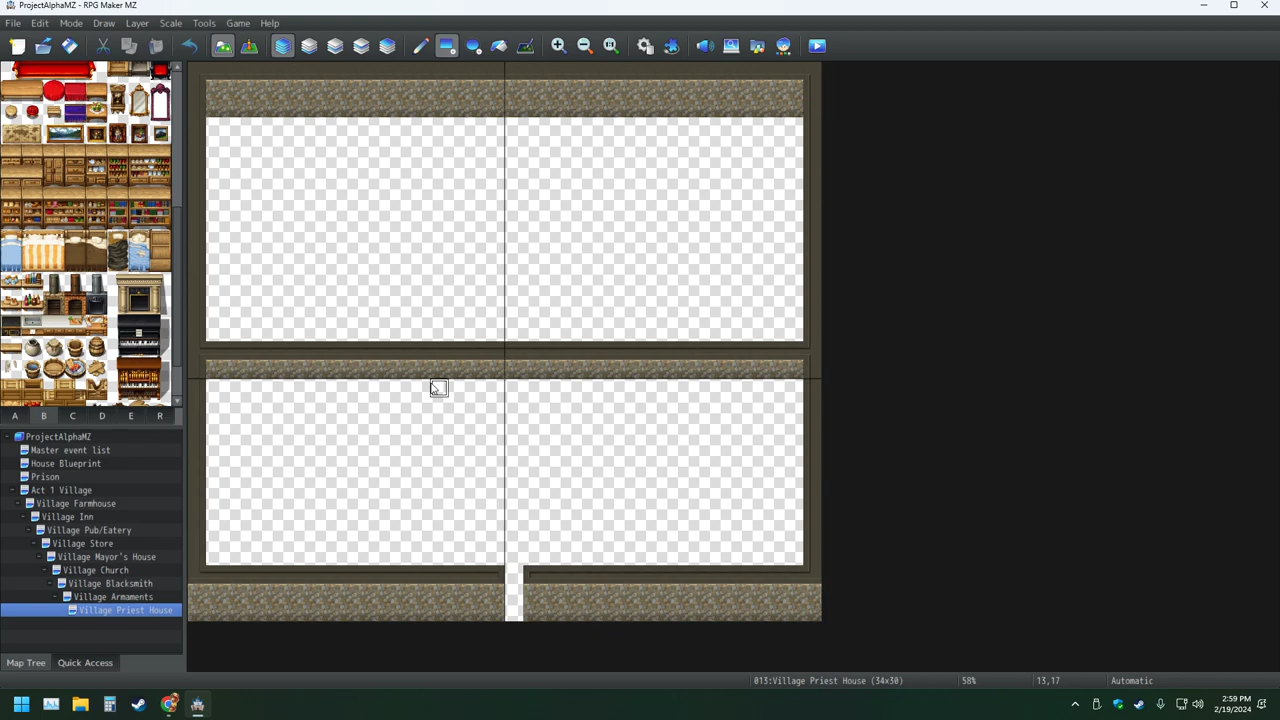 ProjectAlphaMZ - RPG Maker MZ
File Edit Mode Draw Layer Scale Tools Game Help
A B C D E R
ProjectAlphaMZ
Master event list
House Blueprint
Prison
Act 1 Village
Village Farmhouse
Village Inn
Village Pub/Eatery
Village Store
Village Mayor's House
Village Church
Village Blacksmith
Village Armaments
Village Priest House
Map Tree Quick Access
013:Village Priest House (34x30) 58% 13,17 Automatic
2:59 PM
2/19/2024